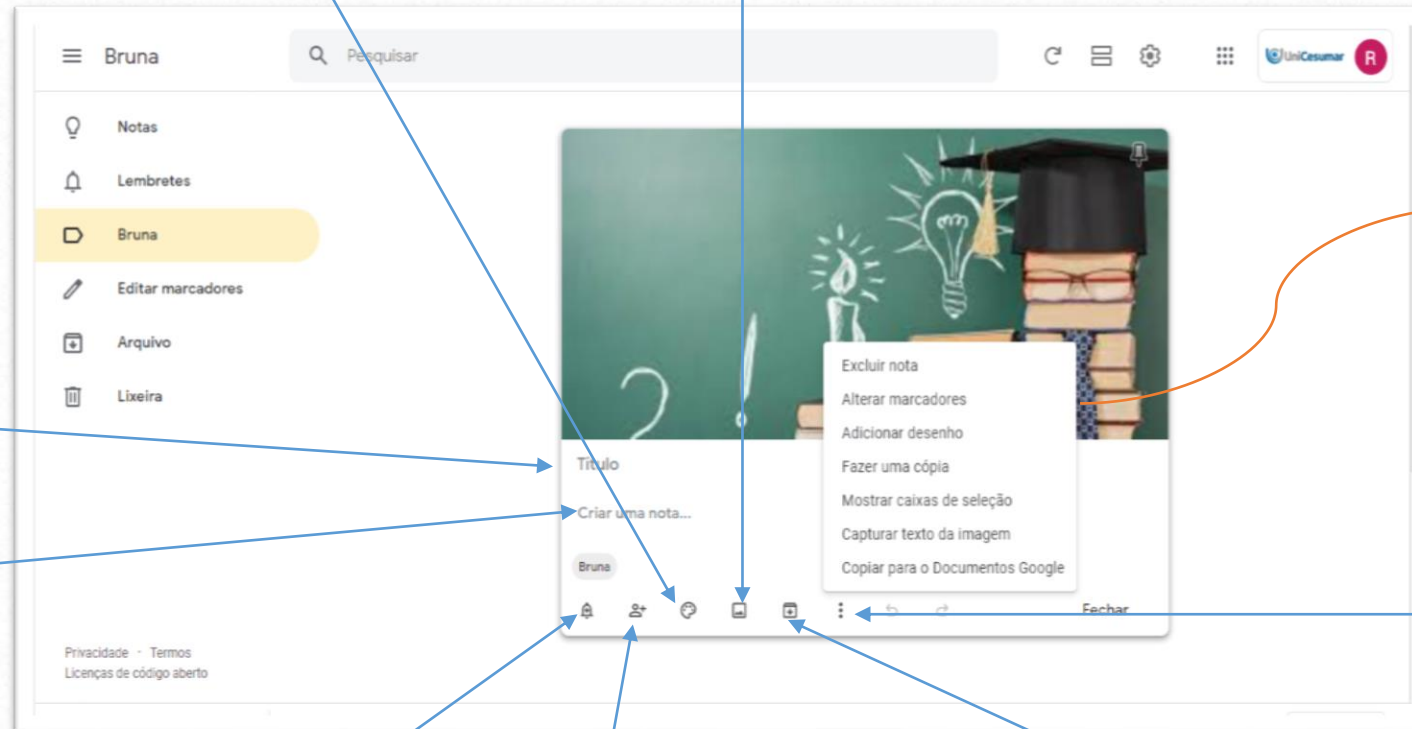 Bruna
Pesquisar
UniCesumar
R
Notas
Lembretes
Bruna
Editar marcadores
Arquivo
Lixeira
Excluir nota
Alterar marcadores
Adicionar desenho
Fazer uma cópia
Mostrar caixas de seleção
Capturar texto da imagem
Copiar para o Documentos Google
Título
Criar uma nota...
Bruna
Fechar
Privacidade - Termos
Licenças de código aberto
? !